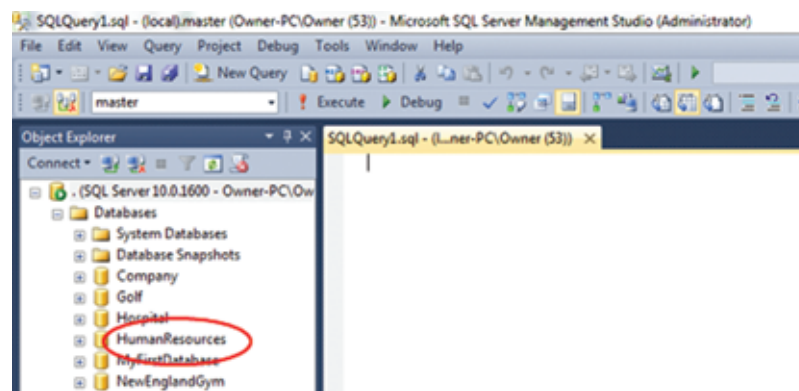 SQLQuery1.sql - (local).master (Owner-PC\Owner (53)) - Microsoft SQL Server Management Studio (Administrator)
File Edit View Query Project Debug Tools Window Help
New Query
master Execute Debug
Object Explorer
SQLQuery1.sql - (l...ner-PC\Owner (53))
Connect
. (SQL Server 10.0.1600 - Owner-PC\Ow
Databases
System Databases
Database Snapshots
Company
Golf
Hospital
HumanResources
MyFirstDatabase
NewEnglandGym